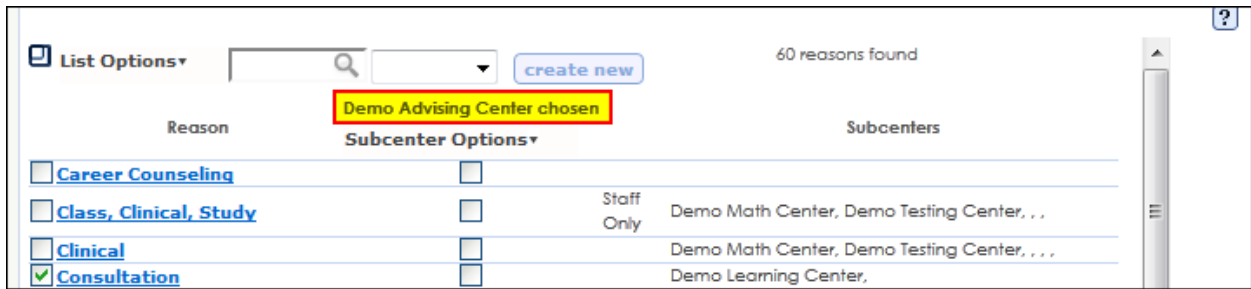 ?
List Options▾ create new 60 reasons found
Demo Advising Center chosen
Reason Subcenter Options▾ Subcenters
Career Counseling
Class, Clinical, Study Staff Only Demo Math Center, Demo Testing Center, , ,
Clinical Demo Math Center, Demo Testing Center, , , ,
Consultation Demo Learning Center,